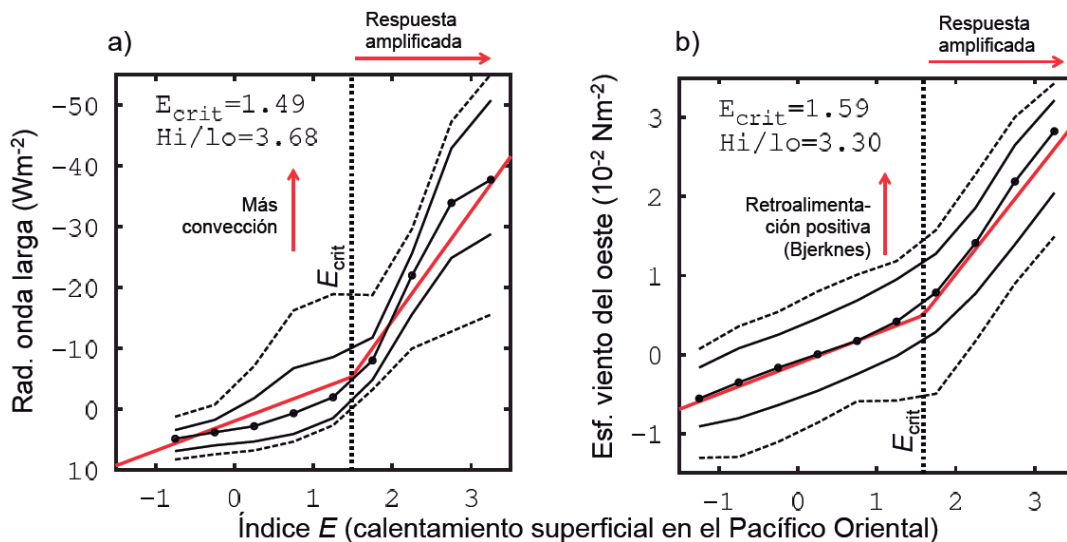 a)
Respuesta
amplificada
Rad. onda larga (Wm-2)
-50
-40
-30
-20
-10
0
10
Ecrit=1.49
Hi/lo=3.68
Más
convección
Ecrit
-1
0
1
2
3
b)
Respuesta
amplificada
Esf. viento del oeste (10-2 Nm-2)
3
2
1
0
-1
Ecrit=1.59
Hi/lo=3.30
Retroalimenta-
ción positiva
(Bjerknes)
Ecrit
-1
0
1
2
3
Índice E (calentamiento superficial en el Pacífico Oriental)